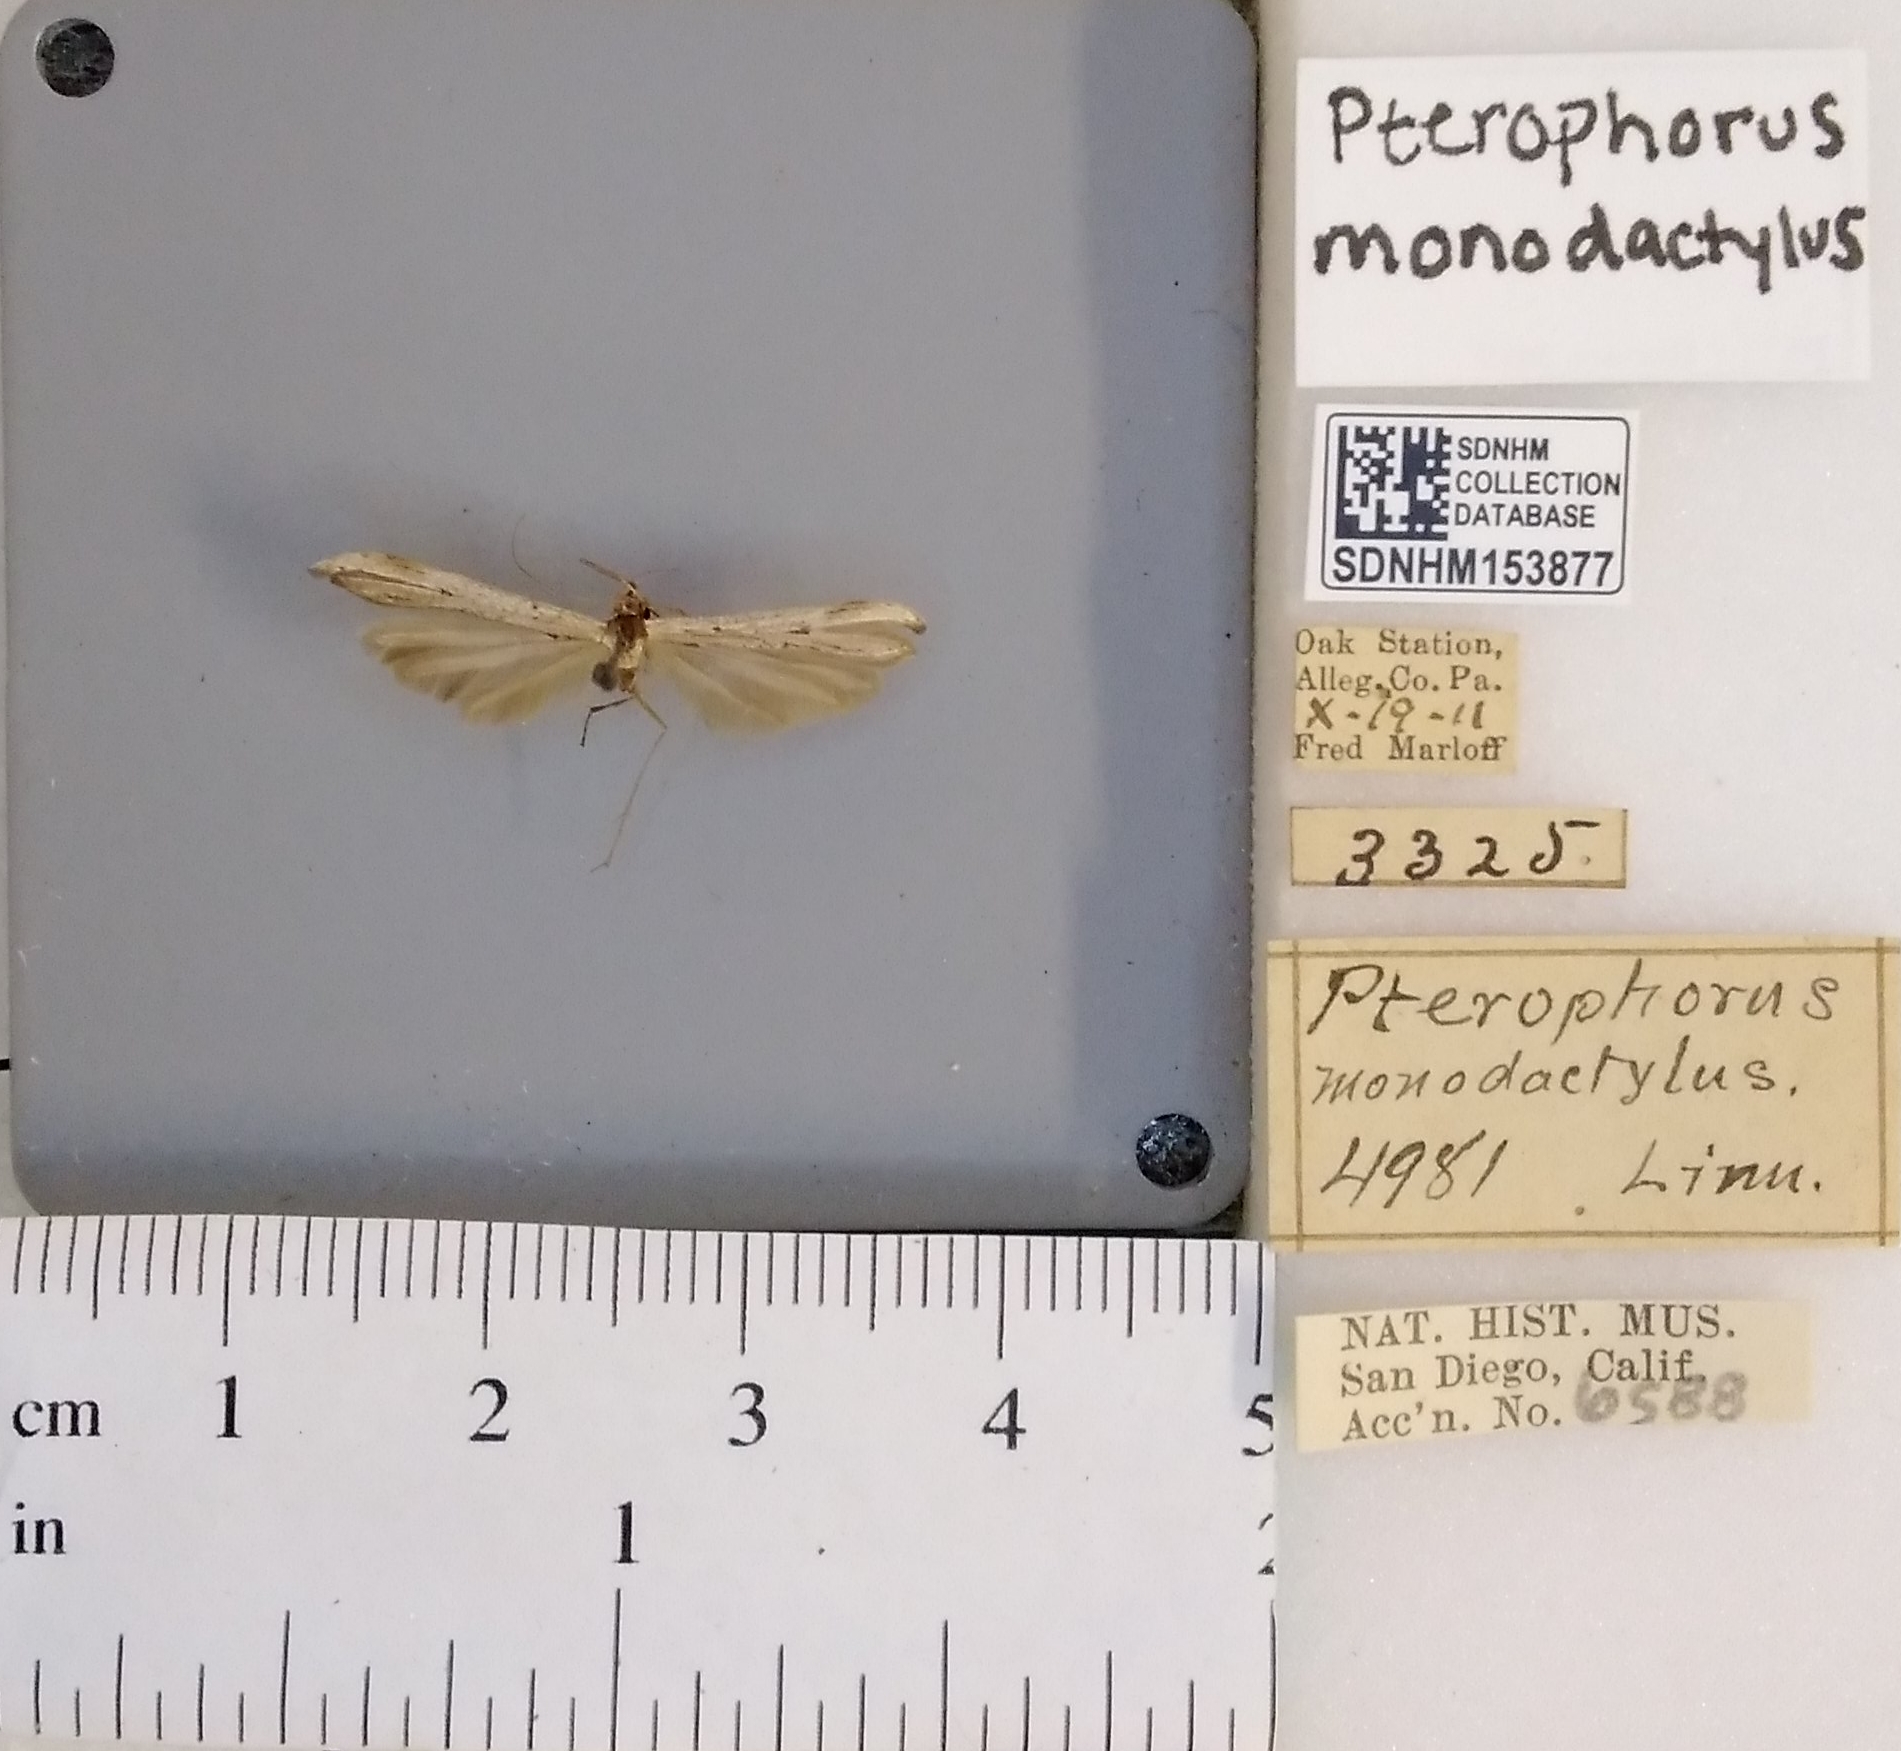 Pterophorus
monodactylus
SDNHM
COLLECTION
DATABASE
SDNHM153877
Oak Station,
Alleg. Co. Pa.
X-19-11
Fred Marloff
3325.
Pterophorus
monodactylus.
4981 . Linn.
NAT. HIST. MUS.
San Diego, Calif.
Acc'n. No. 6588
cm 1 2 3 4 5
in 1 2